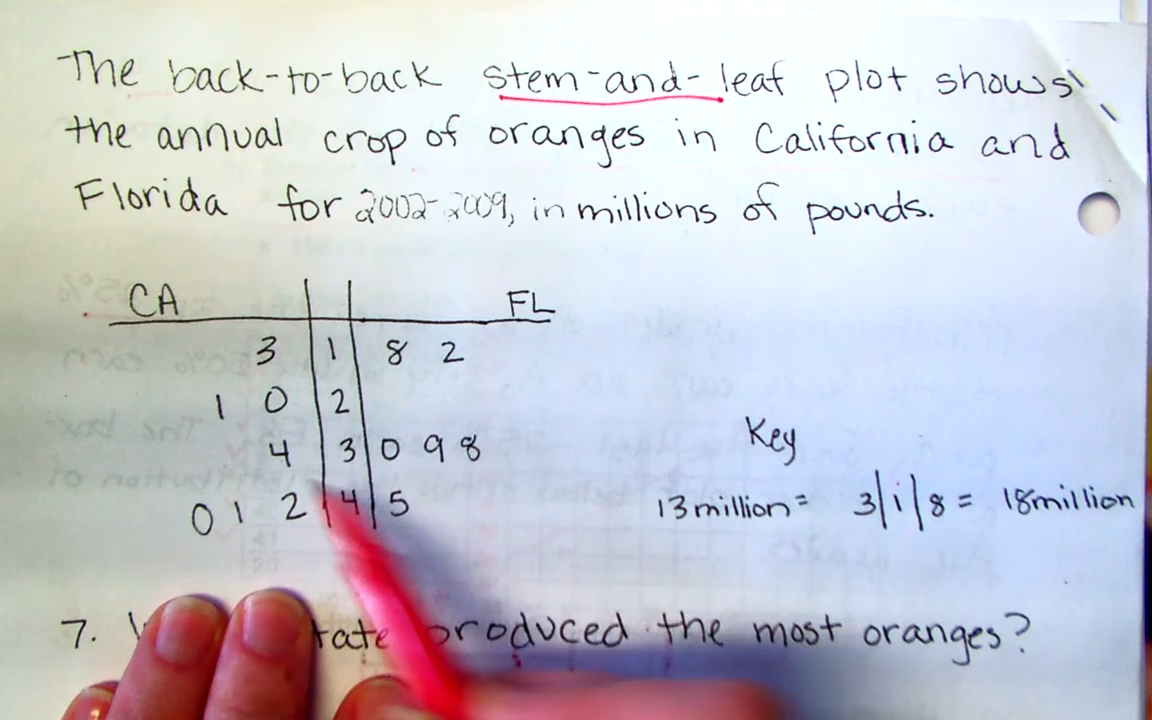 The back-to-back stem-and-leaf plot shows
the annual crop of oranges in California and
Florida for 2002-2009, in millions of pounds.
CA FL
3 | 1 | 8 2
1 0 | 2 |
4 | 3 | 0 9 8
0 1 2 | 4 | 5
Key
13 million = 3|1|8 = 18 million
7. produced the most oranges?